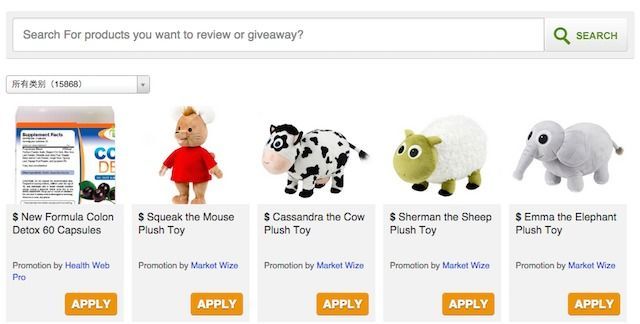 Search For products you want to review or giveaway?
SEARCH
所有类别（15868）
Supplement Facts
$ New Formula Colon
Detox 60 Capsules
Promotion by Health Web
Pro
APPLY
$ Squeak the Mouse
Plush Toy
Promotion by Market Wize
APPLY
$ Cassandra the Cow
Plush Toy
Promotion by Market Wize
APPLY
$ Sherman the Sheep
Plush Toy
Promotion by Market Wize
APPLY
$ Emma the Elephant
Plush Toy
Promotion by Market Wize
APPLY